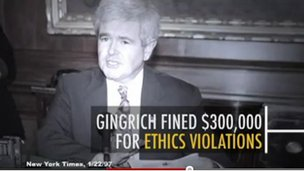 GINGRICH FINED $300,000
FOR ETHICS VIOLATIONS
New York Times, 1/22/97